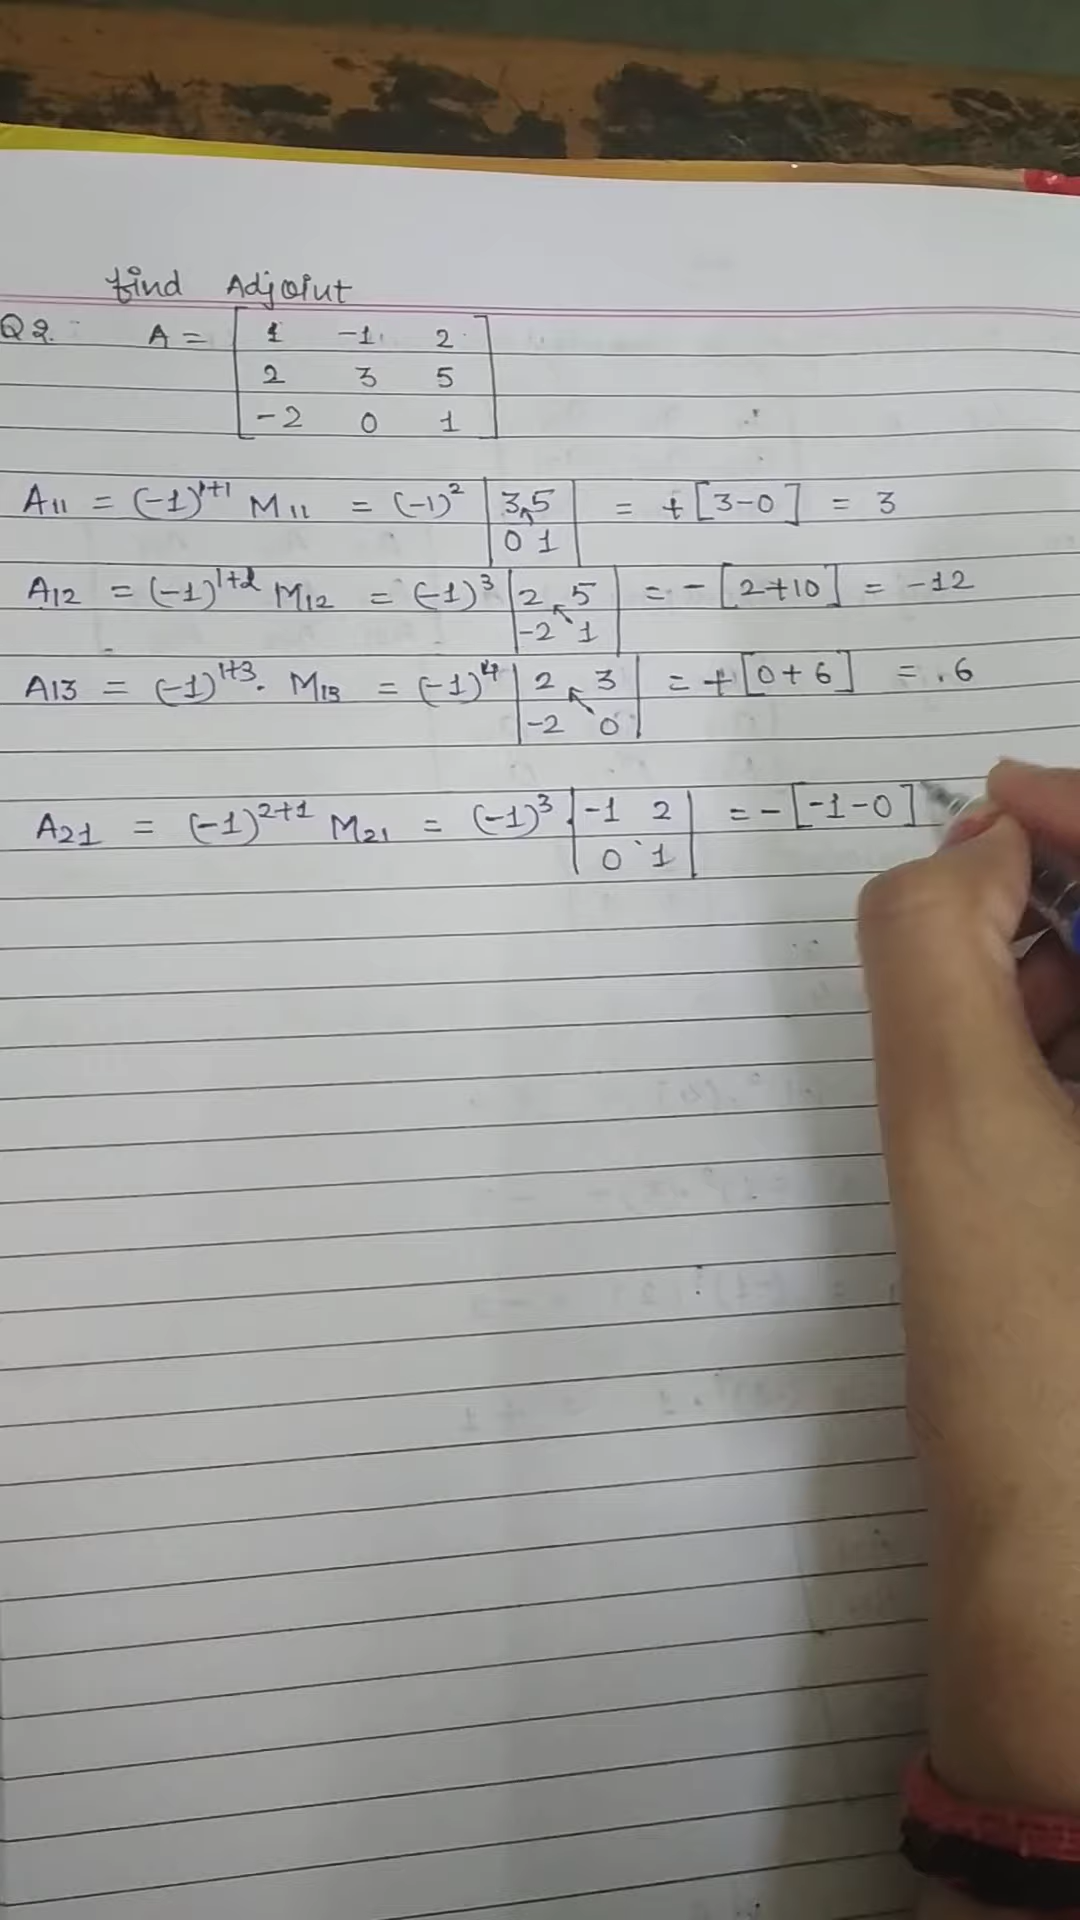 find Adjoint
Q2. A = [ 1 -1 2
2 3 5
-2 0 1 ]
A11 = (-1)^1+1 M11 = (-1)^2 | 3 5 | = +[3-0] = 3
0 1
A12 = (-1)^1+2 M12 = (-1)^3 | 2 5 | = -[2+10] = -12
-2 1
A13 = (-1)^1+3 . M13 = (-1)^4 | 2 3 | = +[0+6] = .6
-2 0
A21 = (-1)^2+1 M21 = (-1)^3 . | -1 2 | = -[-1-0]
0 1